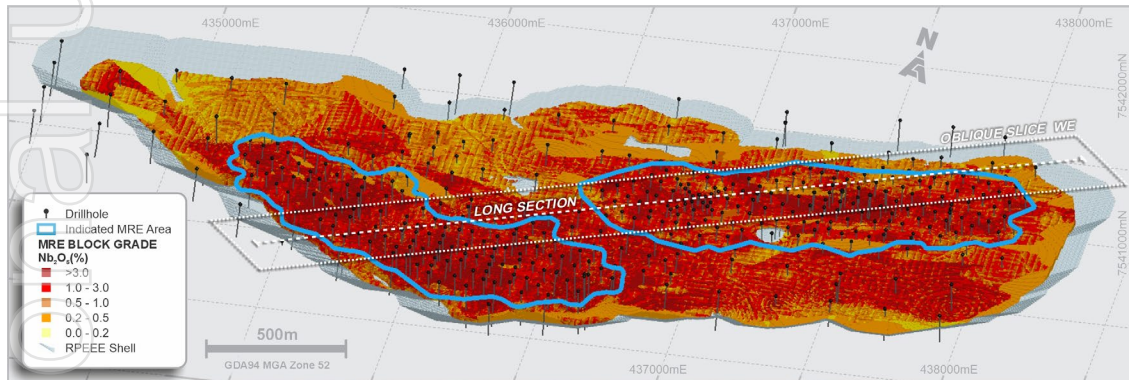 435000mE
436000mE
437000mE
438000mE
N
7542000mN
OBLIQUE SLICE WE
LONG SECTION
Drillhole
Indicated MRE Area
MRE BLOCK GRADE
Nb₂O₅(%)
>3.0
1.0 - 3.0
0.5 - 1.0
0.2 - 0.5
0.0 - 0.2
RPEEE Shell
7541000mN
500m
GDA94 MGA Zone 52
437000mE
438000mE